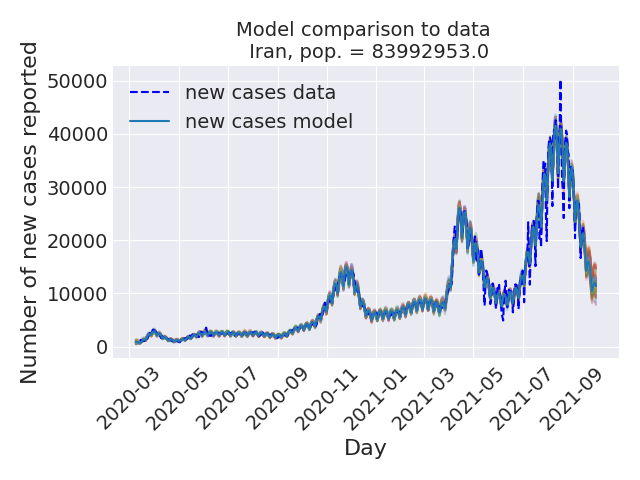 Model comparison to data
Iran, pop. = 83992953.0
new cases data
new cases model
Number of new cases reported
50000
40000
30000
20000
10000
0
2020-03
2020-05
2020-07
2020-09
2020-11
2021-01
2021-03
2021-05
2021-07
2021-09
Day